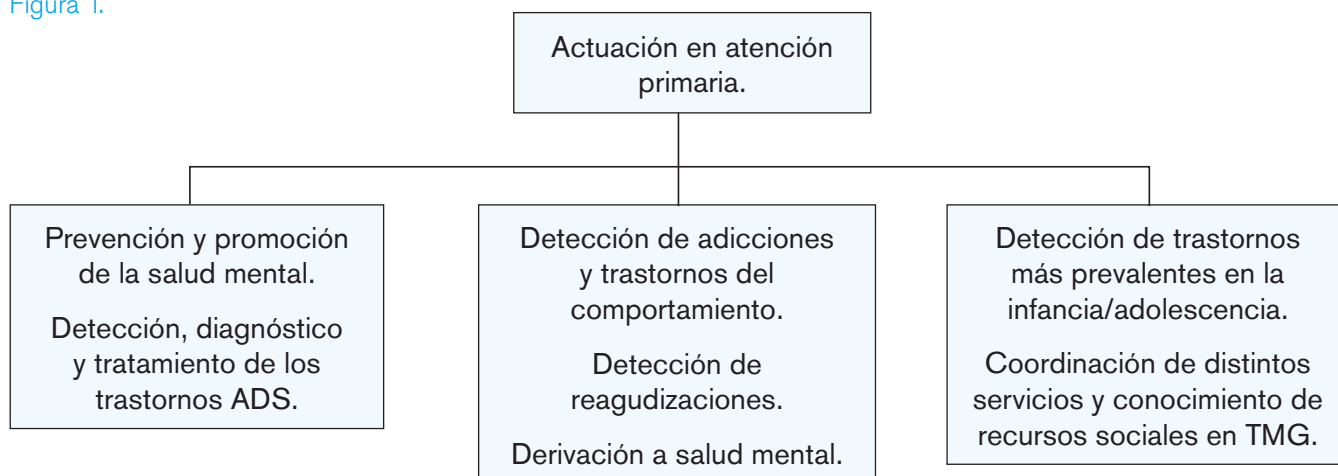 Figura 1.
Actuación en atención
primaria.
Prevención y promoción
de la salud mental.
Detección, diagnóstico
y tratamiento de los
trastornos ADS.
Detección de adicciones
y trastornos del
comportamiento.
Detección de
reagudizaciones.
Derivación a salud mental.
Detección de trastornos
más prevalentes en la
infancia/adolescencia.
Coordinación de distintos
servicios y conocimiento de
recursos sociales en TMG.